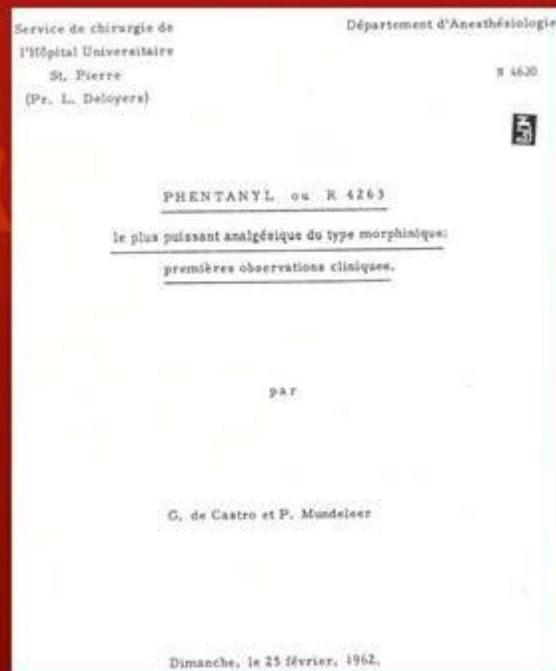 Service de chirurgie de
l'Hôpital Universitaire
St. Pierre
(Pr. L. Deloyers)
Département d'Anesthésiologie
R 4620
PHENTANYL ou R 4263
le plus puissant analgésique du type morphinique:
premières observations cliniques.
par
G. de Castro et P. Mundeleer
Dimanche, le 25 février, 1962.